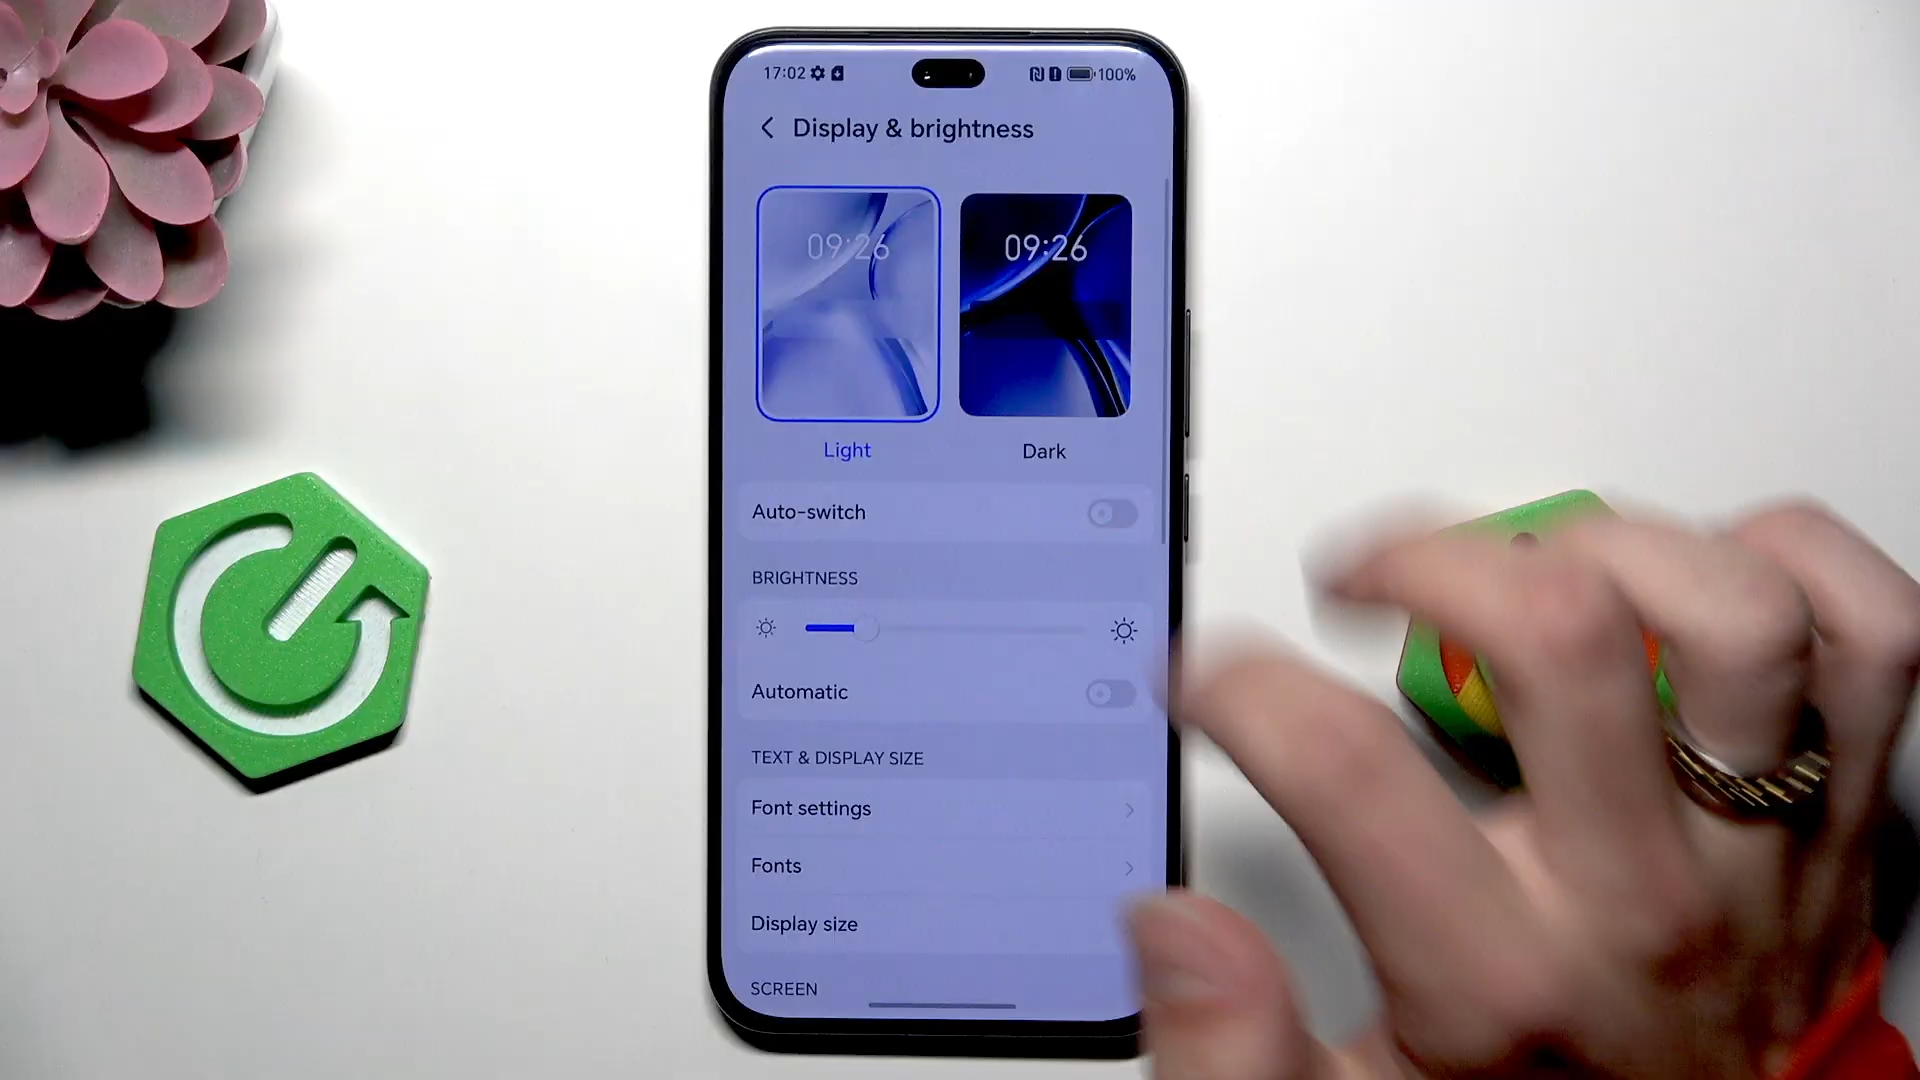 17:02 100%
Display & brightness
09:26 09:26
Light Dark
Auto-switch
BRIGHTNESS
Automatic
TEXT & DISPLAY SIZE
Font settings
Fonts
Display size
SCREEN